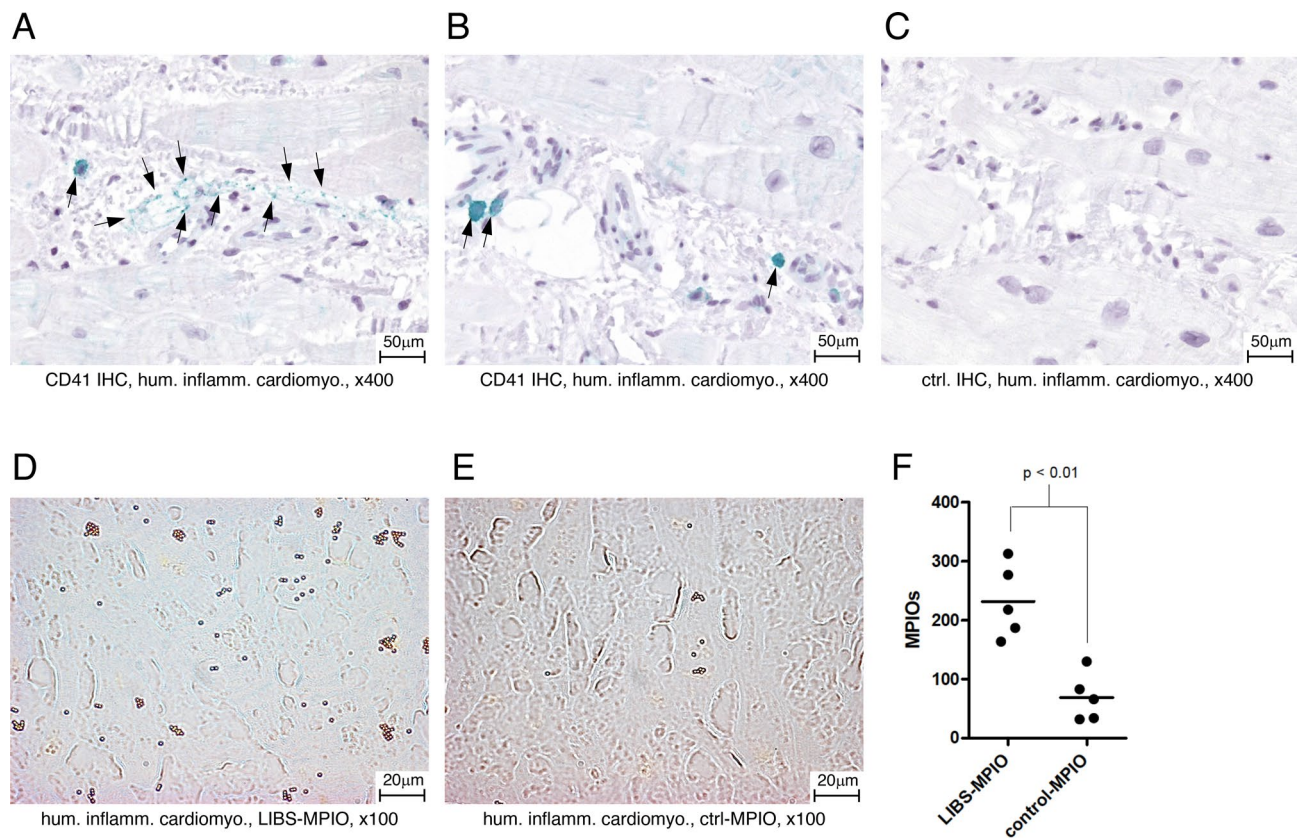 A
B
C
50μm
50μm
50μm
CD41 IHC, hum. inflamm. cardiomyo., x400
CD41 IHC, hum. inflamm. cardiomyo., x400
ctrl. IHC, hum. inflamm. cardiomyo., x400
D
E
F
20μm
20μm
hum. inflamm. cardiomyo., LIBS-MPIO, x100
hum. inflamm. cardiomyo., ctrl-MPIO, x100
p < 0.01
MPIOs
400
300
200
100
0
LIBS-MPIO
control-MPIO